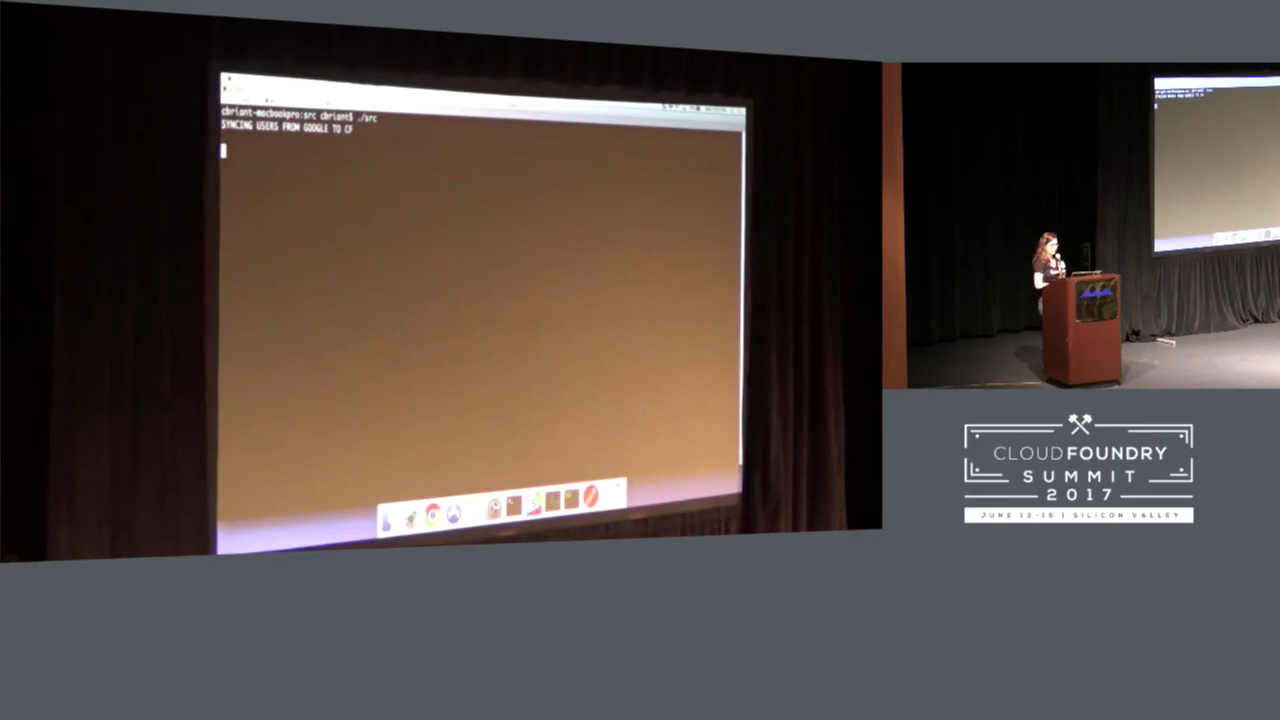 cbriant-macbookpro:src cbriant$ ./src
SYNCING USERS FROM GOOGLE TO CF
CLOUDFOUNDRY
SUMMIT
2017
JUNE 13-15 | SILICON VALLEY